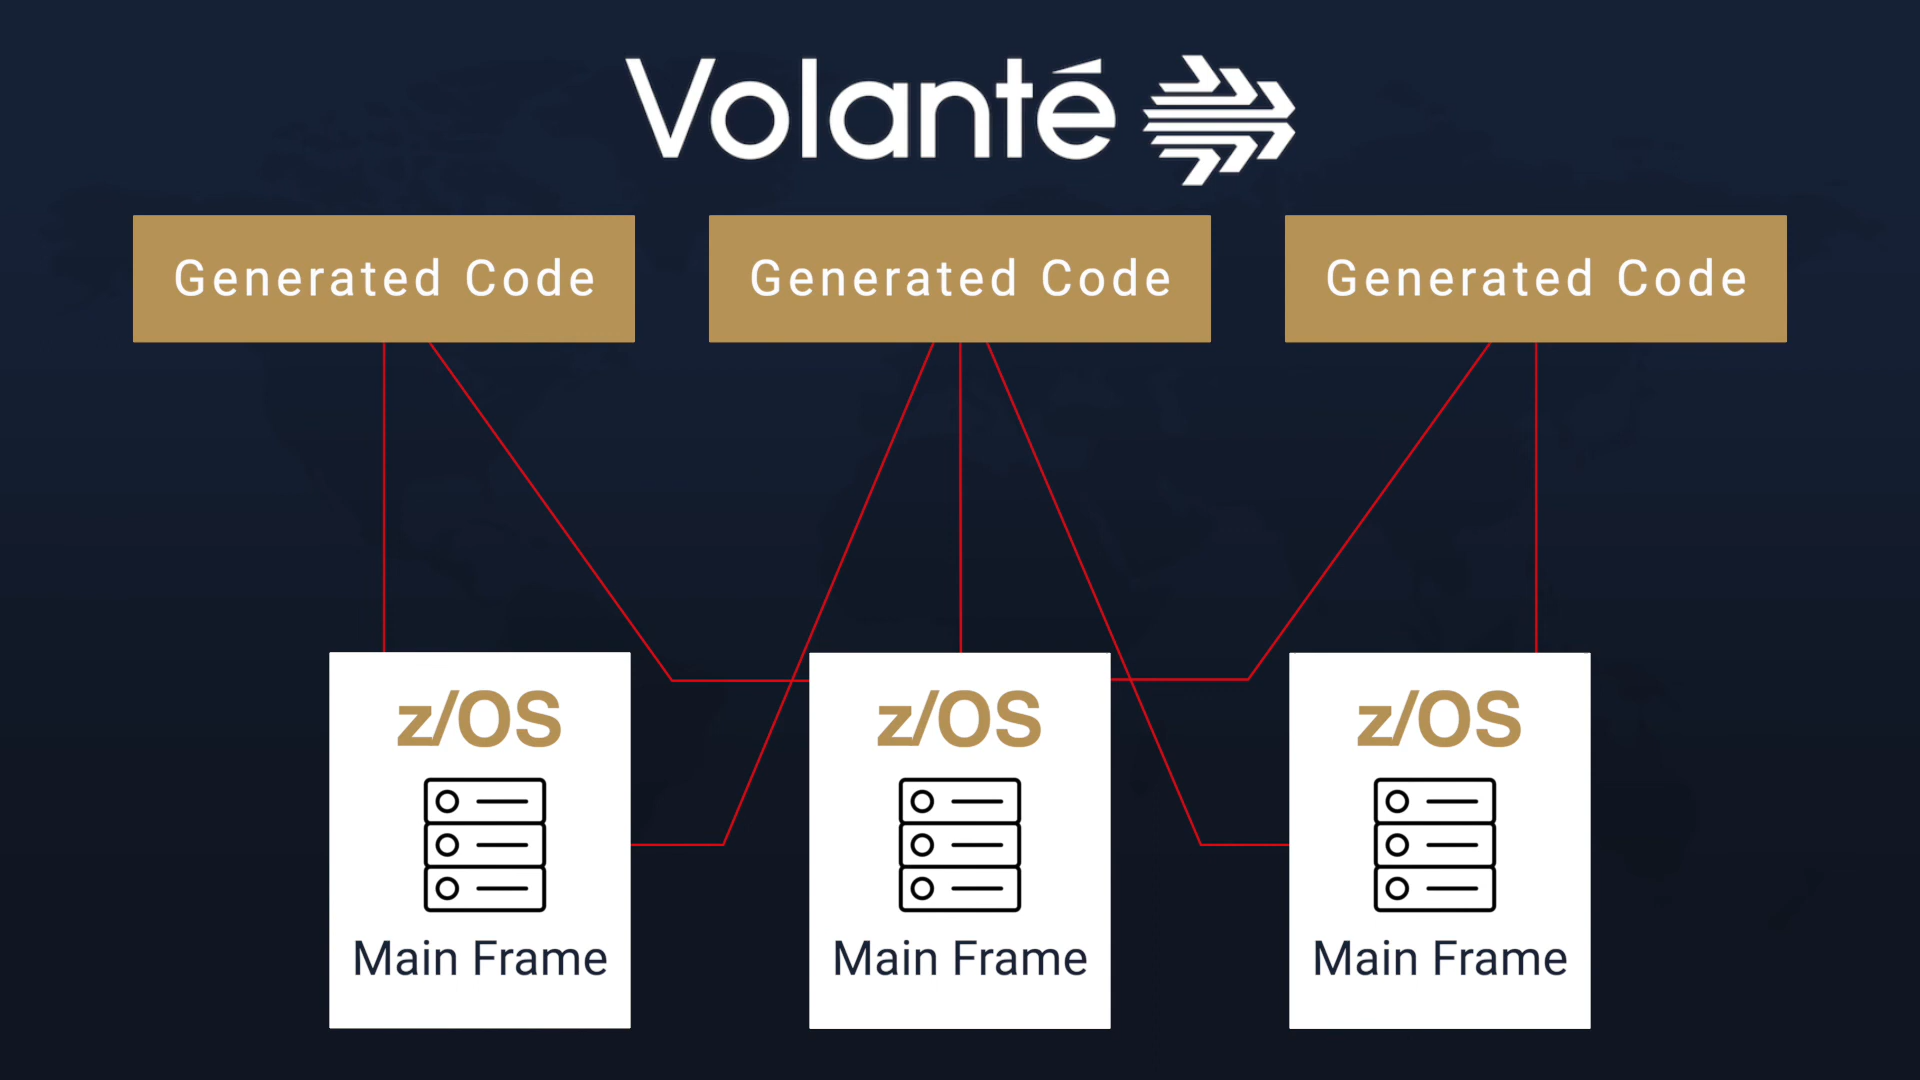 Volanté
Generated Code
Generated Code
Generated Code
z/OS
Main Frame
z/OS
Main Frame
z/OS
Main Frame